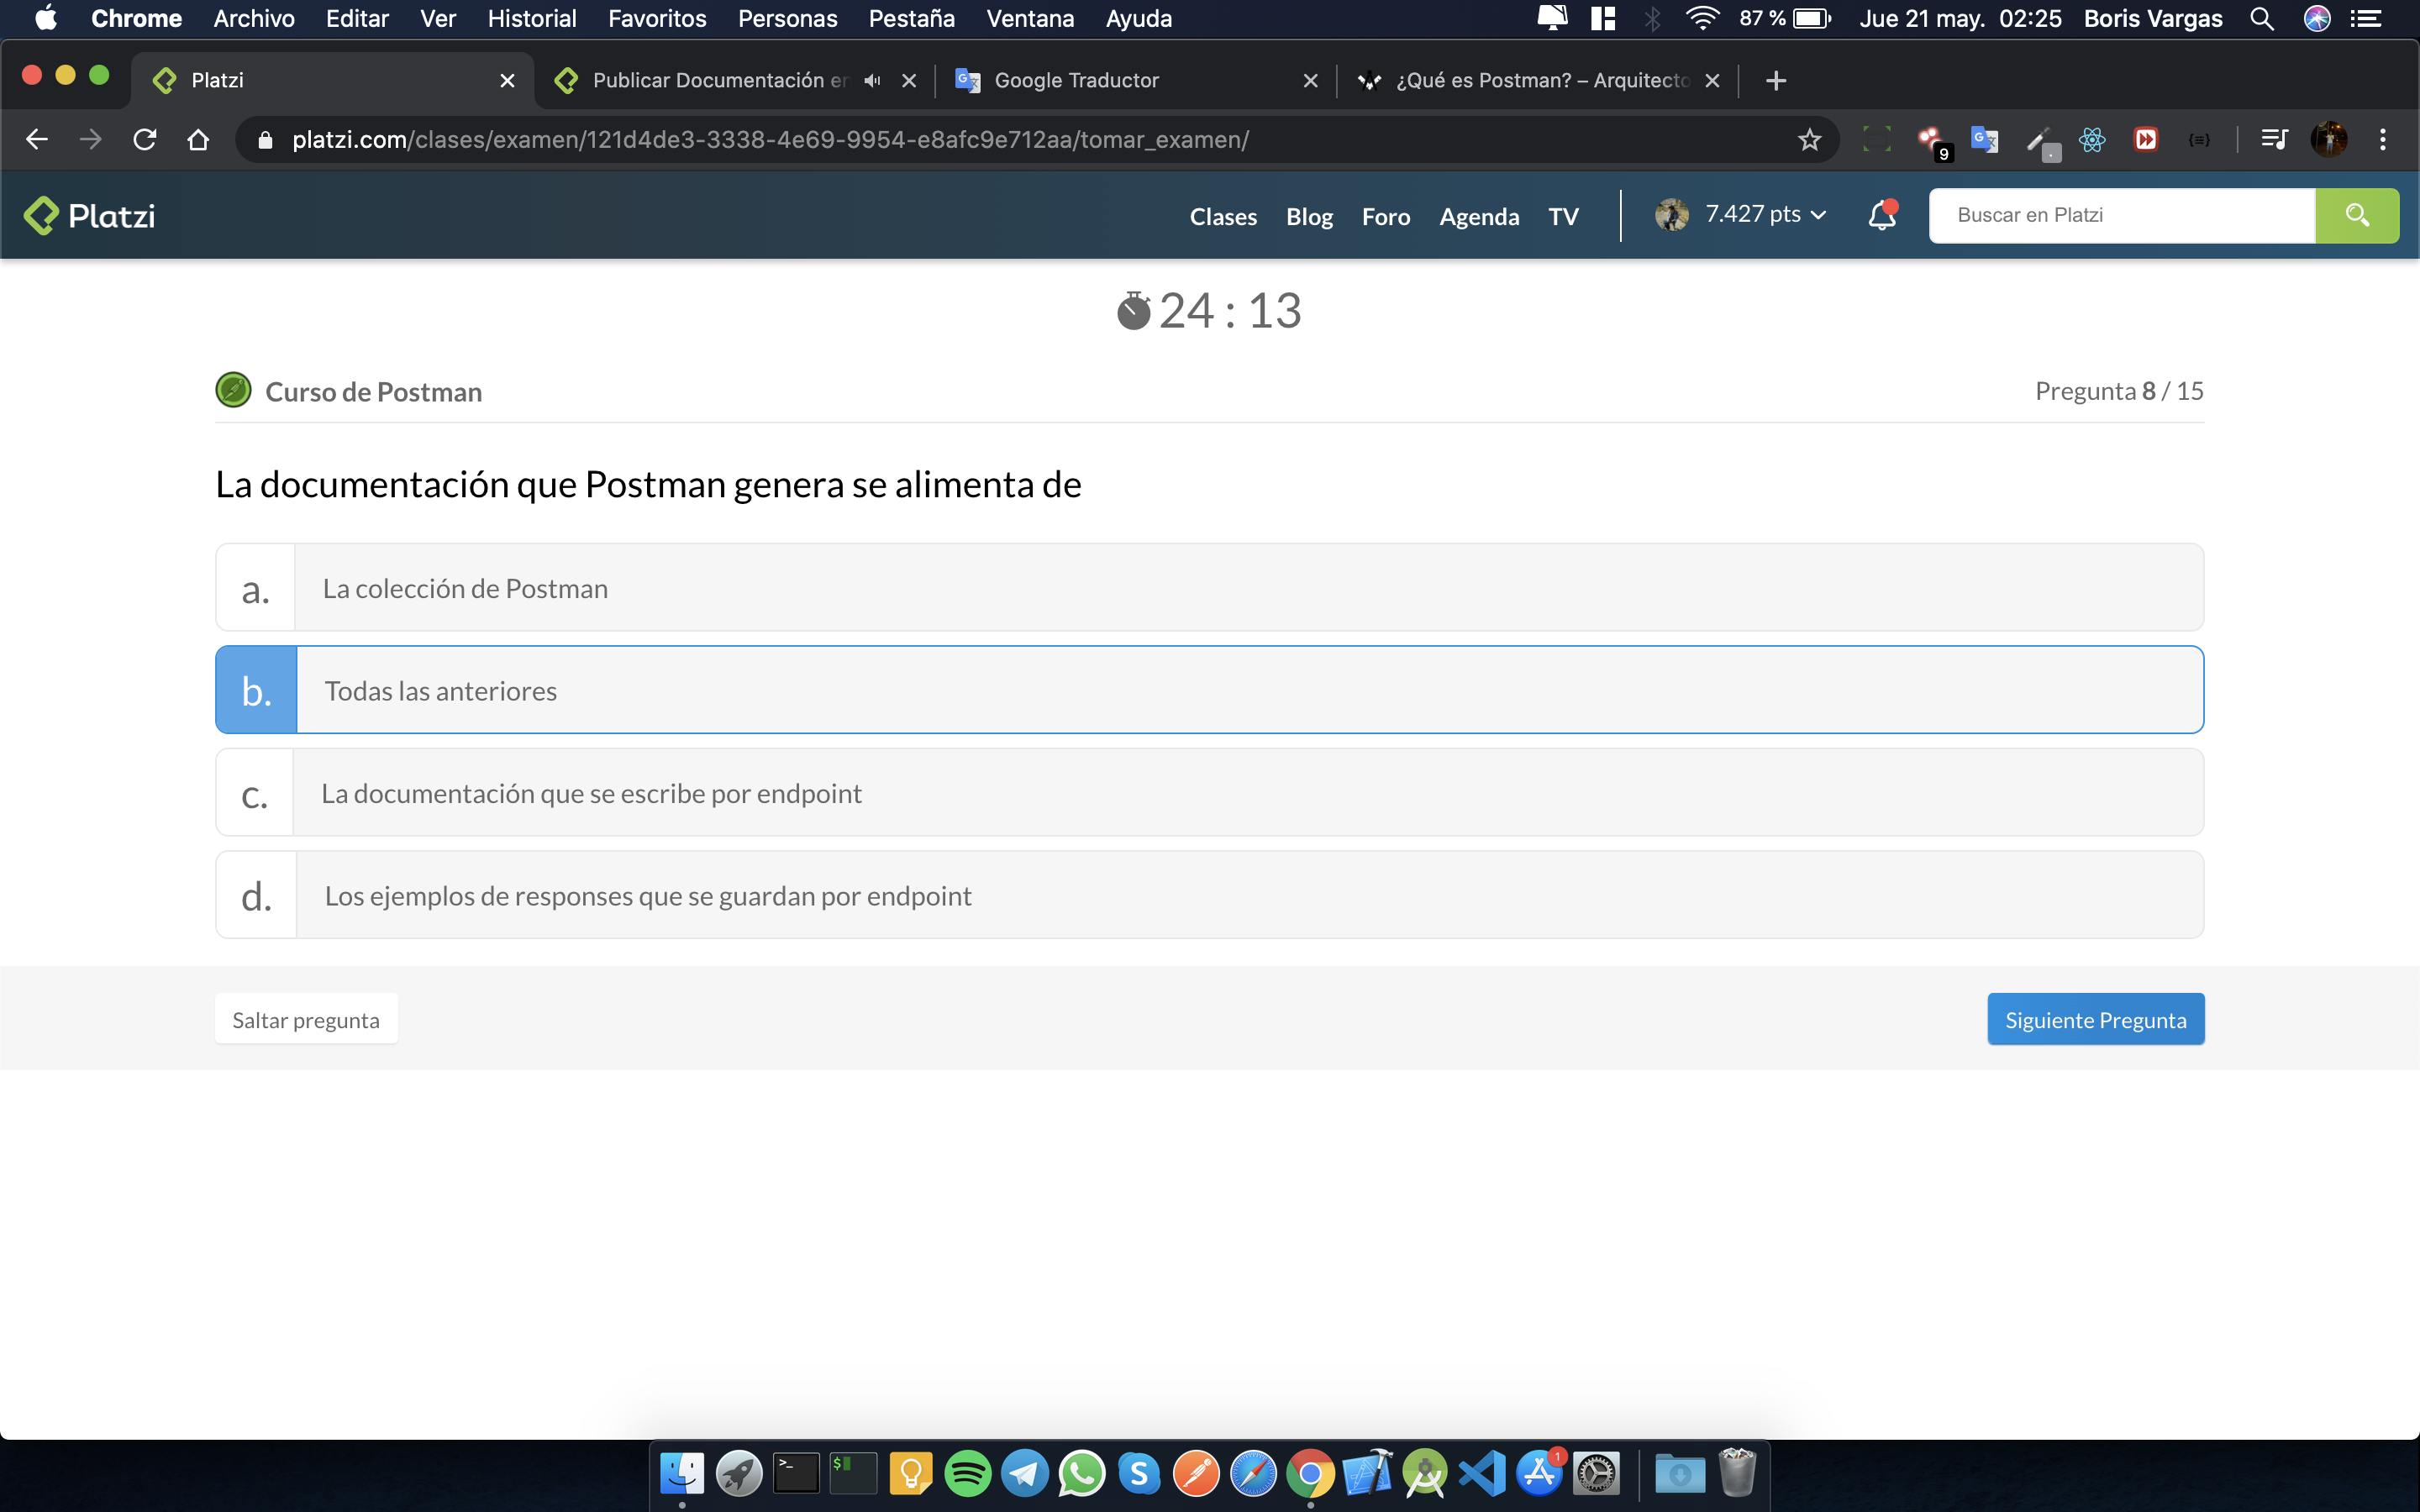 Chrome Archivo Editar Ver Historial Favoritos Personas Pestaña Ventana Ayuda 87 % Jue 21 may. 02:25 Boris Vargas
Platzi Publicar Documentación en Google Traductor ¿Qué es Postman? – Arquitecto
platzi.com/clases/examen/121d4de3-3338-4e69-9954-e8afc9e712aa/tomar_examen/ 9
Platzi Clases Blog Foro Agenda TV 7.427 pts Buscar en Platzi
24 : 13
Curso de Postman Pregunta 8 / 15
La documentación que Postman genera se alimenta de
a. La colección de Postman
b. Todas las anteriores
c. La documentación que se escribe por endpoint
d. Los ejemplos de responses que se guardan por endpoint
Saltar pregunta Siguiente Pregunta
1